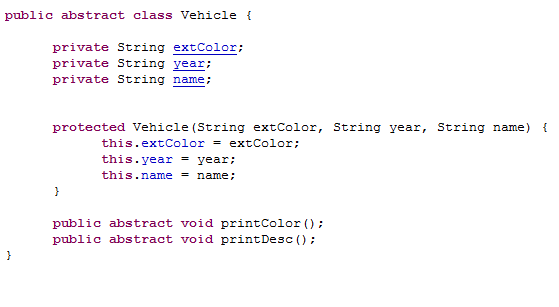 public abstract class Vehicle {
private String extColor;
private String year;
private String name;
protected Vehicle(String extColor, String year, String name) {
this.extColor = extColor;
this.year = year;
this.name = name;
}
public abstract void printColor();
public abstract void printDesc();
}